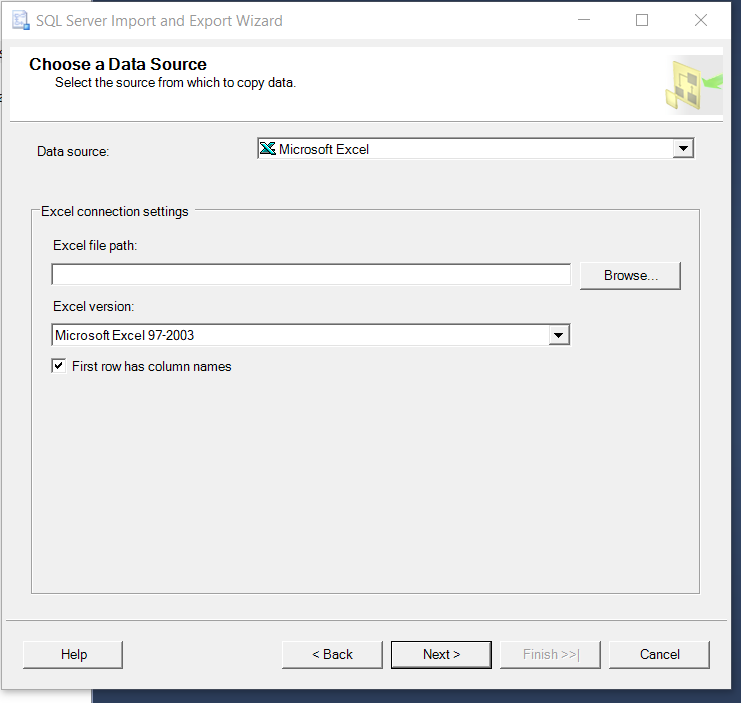 SQL Server Import and Export Wizard
Choose a Data Source
Select the source from which to copy data.
Data source:
Microsoft Excel
Excel connection settings
Excel file path:
Browse...
Excel version:
Microsoft Excel 97-2003
First row has column names
Help
< Back
Next >
Finish >>|
Cancel